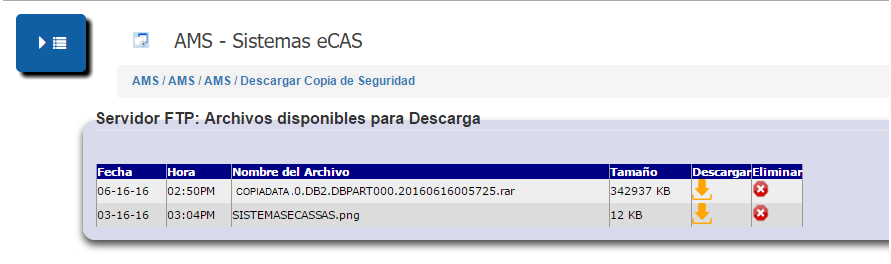 AMS - Sistemas eCAS
AMS / AMS / AMS / Descargar Copia de Seguridad
Servidor FTP: Archivos disponibles para Descarga
Fecha Hora Nombre del Archivo Tamaño Descargar Eliminar
06-16-16 02:50PM COPIADATA.0.DB2.DBPART000.20160616005725.rar 342937 KB
03-16-16 03:04PM SISTEMASECASSAS.png 12 KB